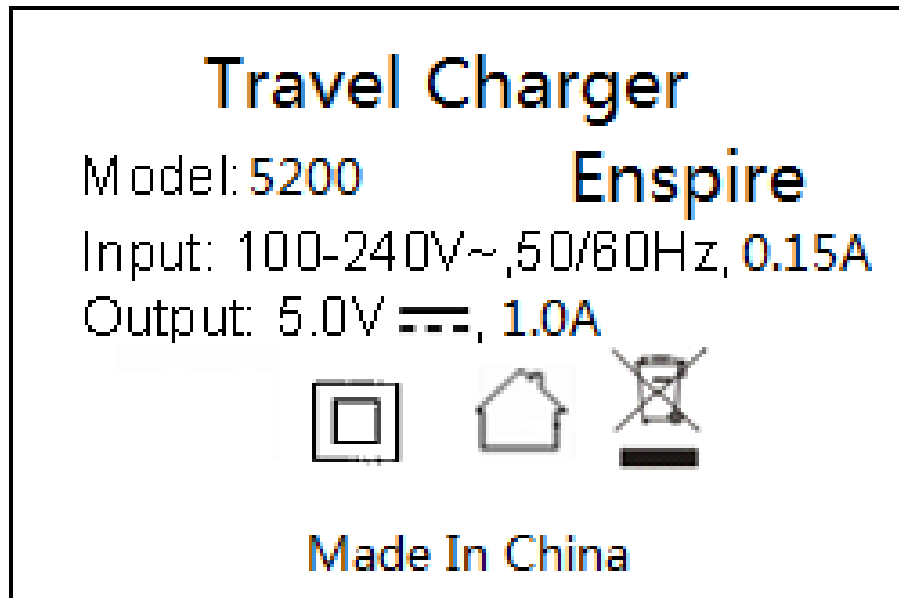 Travel Charger
Model: 5200 Enspire
Input: 100-240V~,50/60Hz, 0.15A
Output: 5.0V ⎓, 1.0A
Made In China